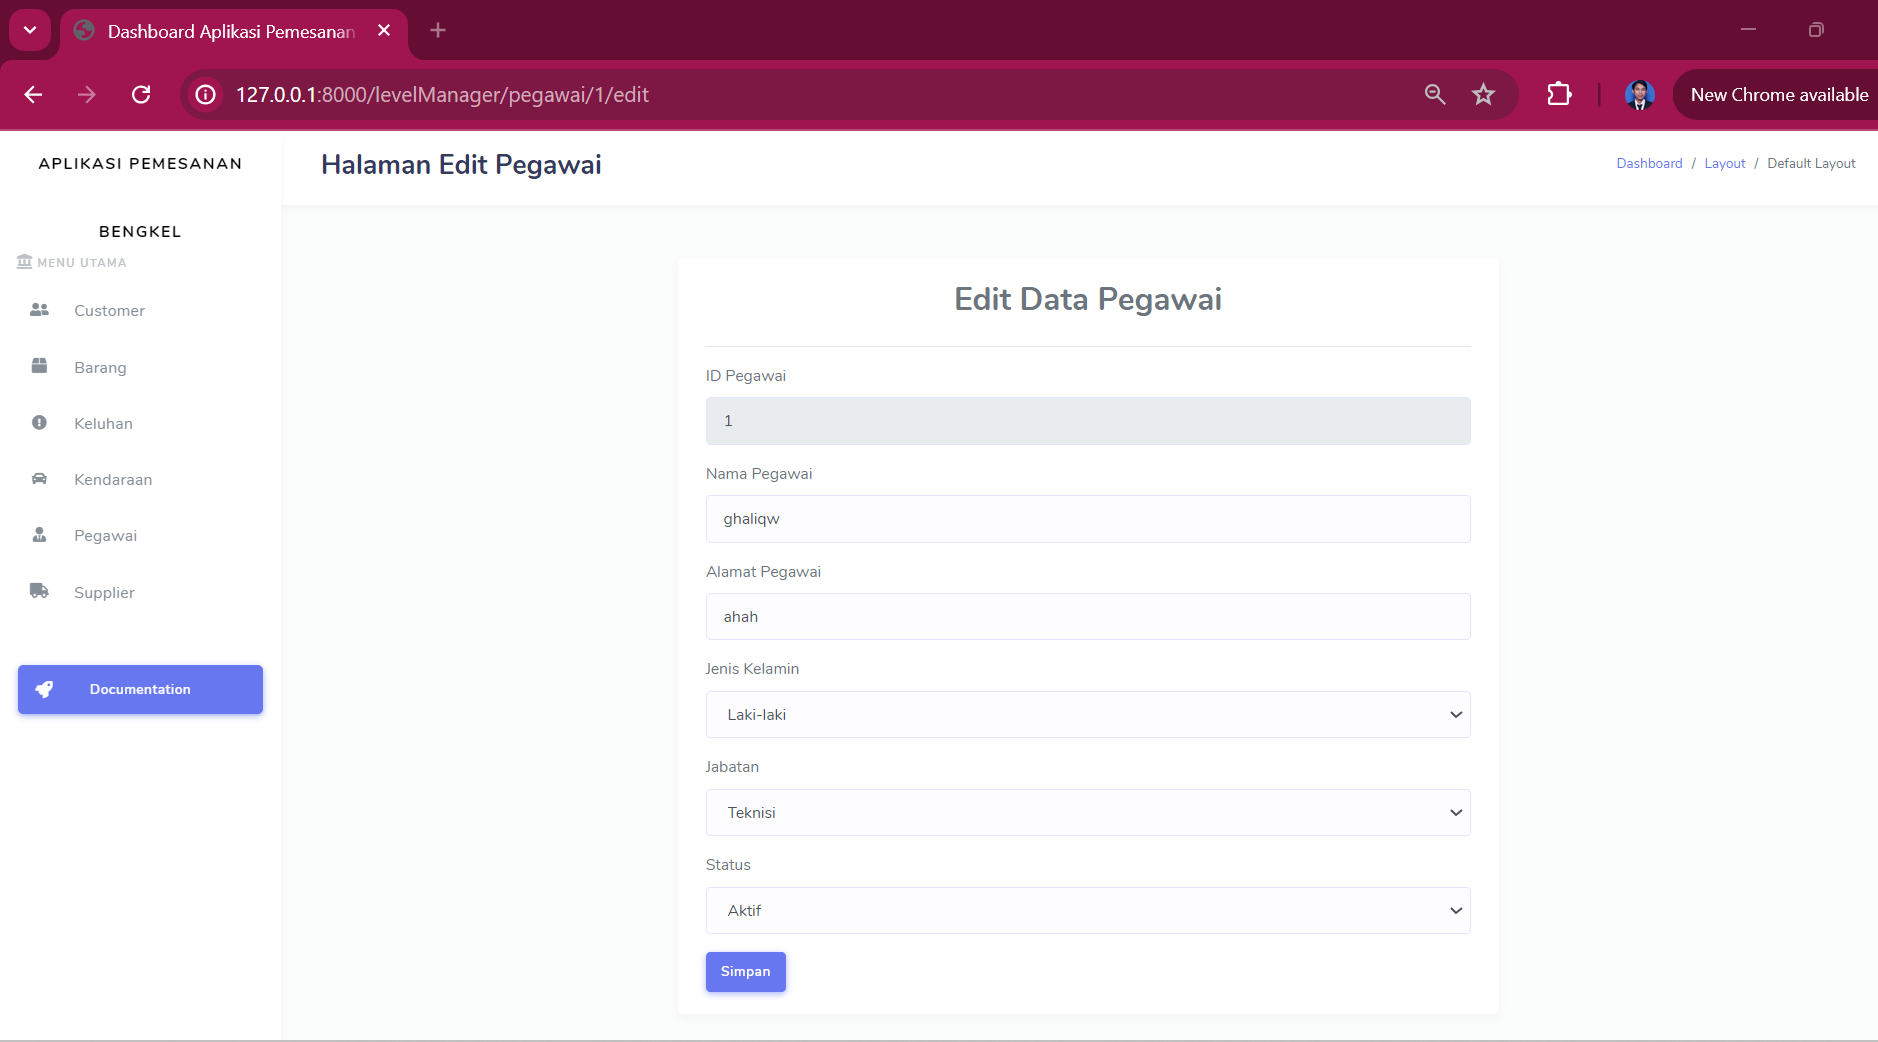 Dashboard Aplikasi Pemesanan
127.0.0.1:8000/levelManager/pegawai/1/edit
New Chrome available
APLIKASI PEMESANAN
BENGKEL
MENU UTAMA
Customer
Barang
Keluhan
Kendaraan
Pegawai
Supplier
Documentation
Halaman Edit Pegawai
Dashboard / Layout / Default Layout
Edit Data Pegawai
ID Pegawai
1
Nama Pegawai
ghaliqw
Alamat Pegawai
ahah
Jenis Kelamin
Laki-laki
Jabatan
Teknisi
Status
Aktif
Simpan